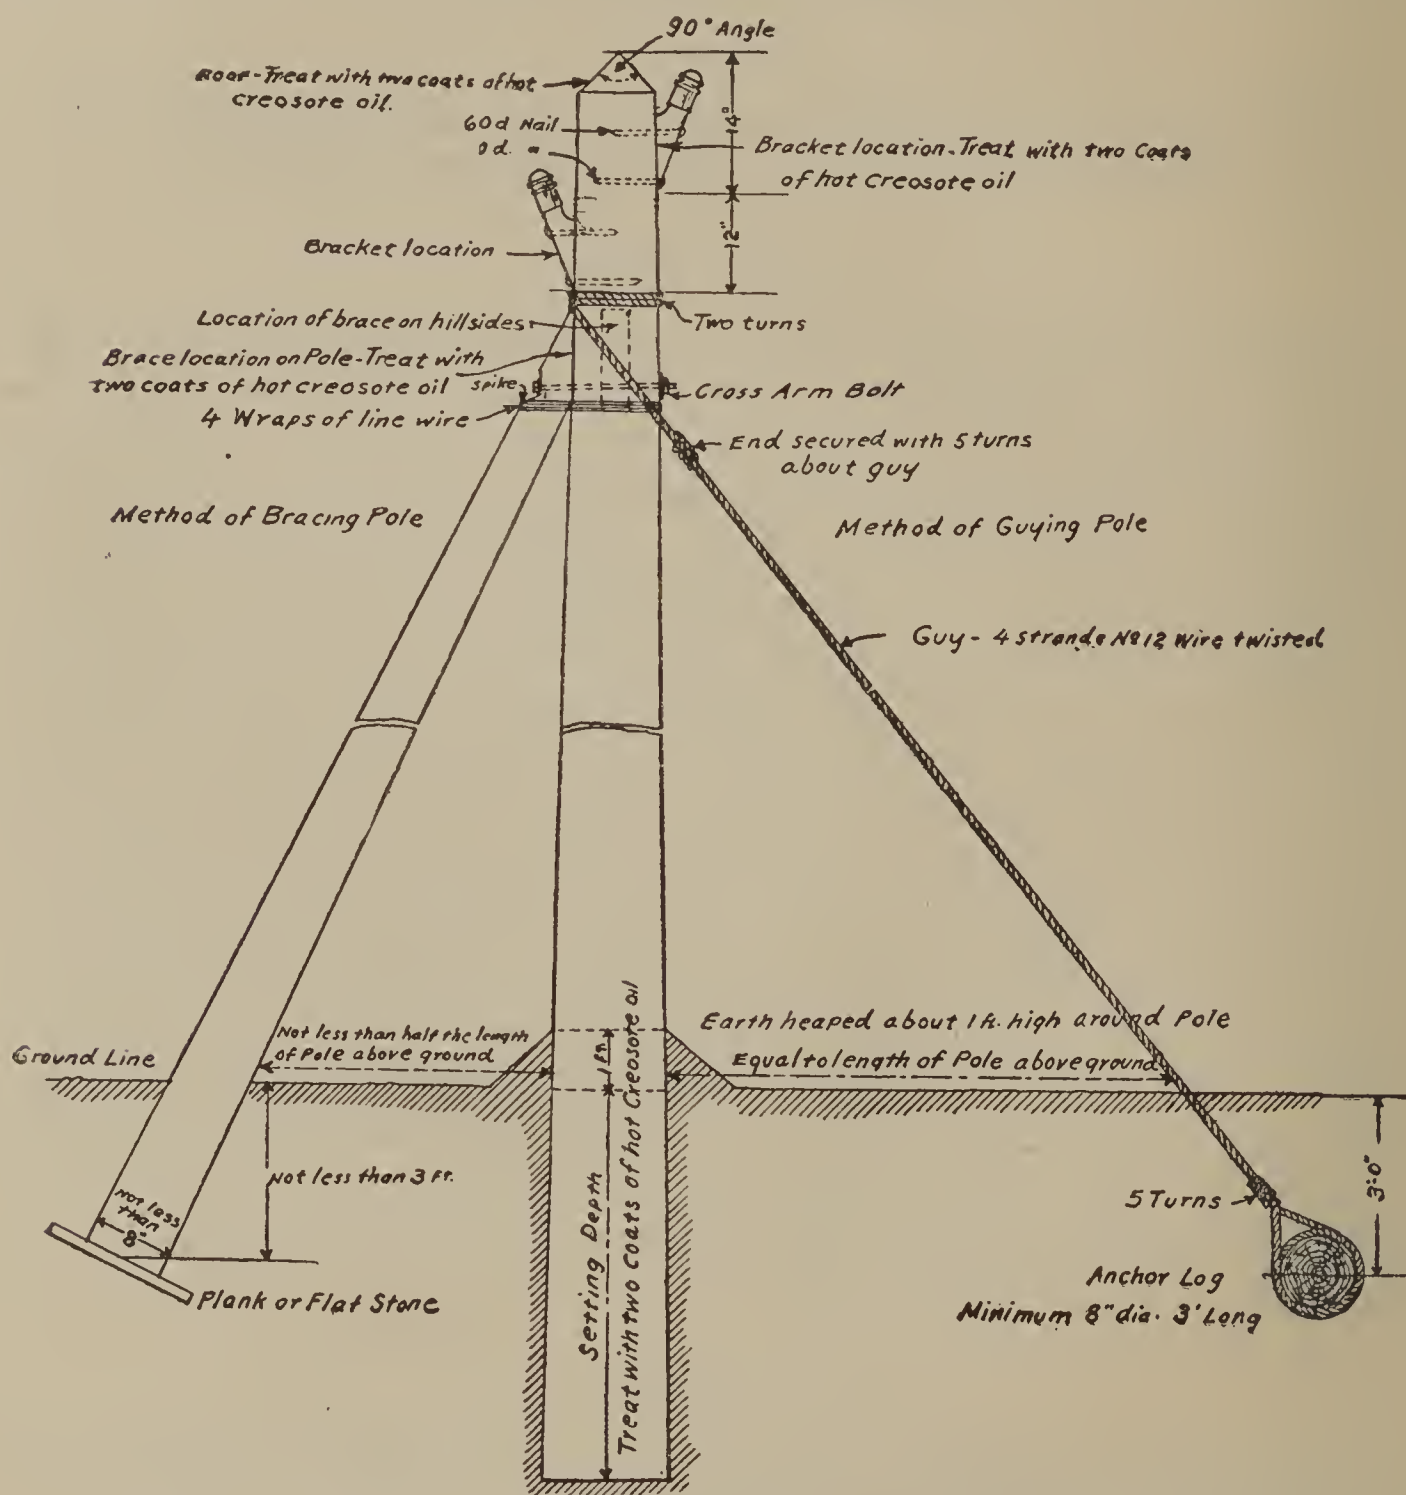 90° Angle
Roof-Treat with two coats of hot
creosote oil.
60d Nail
14"
Bracket location-Treat with two Coats
of hot Creosote oil
12"
Bracket location
Location of brace on hillsides
Two turns
Brace location on Pole-Treat with
two coats of hot creosote oil
spike
Cross Arm Bolt
4 Wraps of line wire
End secured with 5 turns
about guy
Method of Bracing Pole
Method of Guying Pole
Guy - 4 strands No 12 wire twisted
Ground Line
Not less than half the length
of Pole above ground
1 Ft.
Earth heaped about 1 ft. high around Pole
Equal to length of Pole above ground
Not less than 3 Ft.
Not less
than
8"
Plank or Flat Stone
Setting Depth
Treat with two coats of hot Creosote oil
5 Turns
3'-0"
Anchor Log
Minimum 8" dia. 3' Long